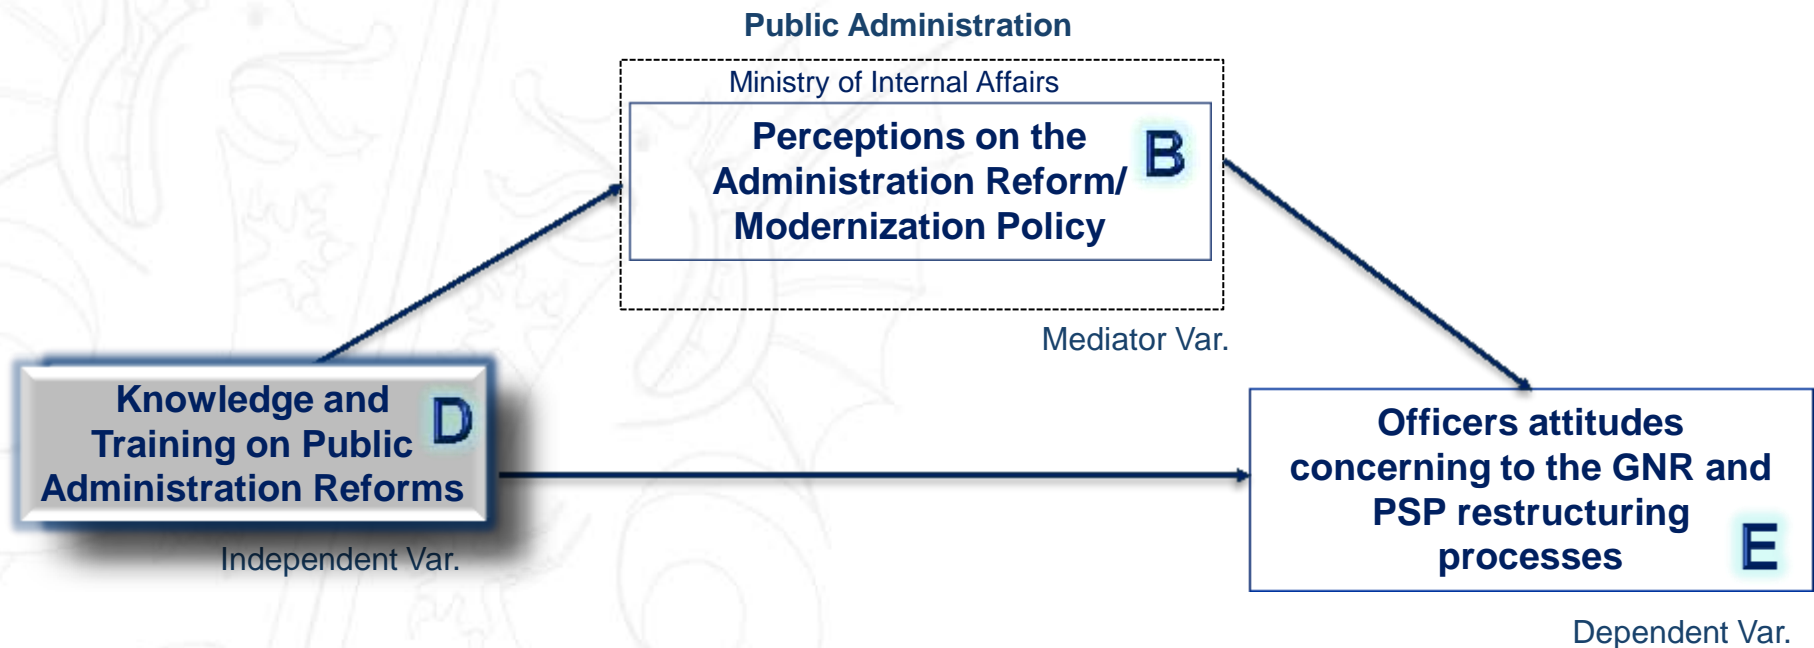 Public Administration
Ministry of Internal Affairs
Perceptions on the
Administration Reform/
Modernization Policy
B
Mediator Var.
Knowledge and
Training on Public
Administration Reforms
D
Independent Var.
Officers attitudes
concerning to the GNR and
PSP restructuring
processes
E
Dependent Var.